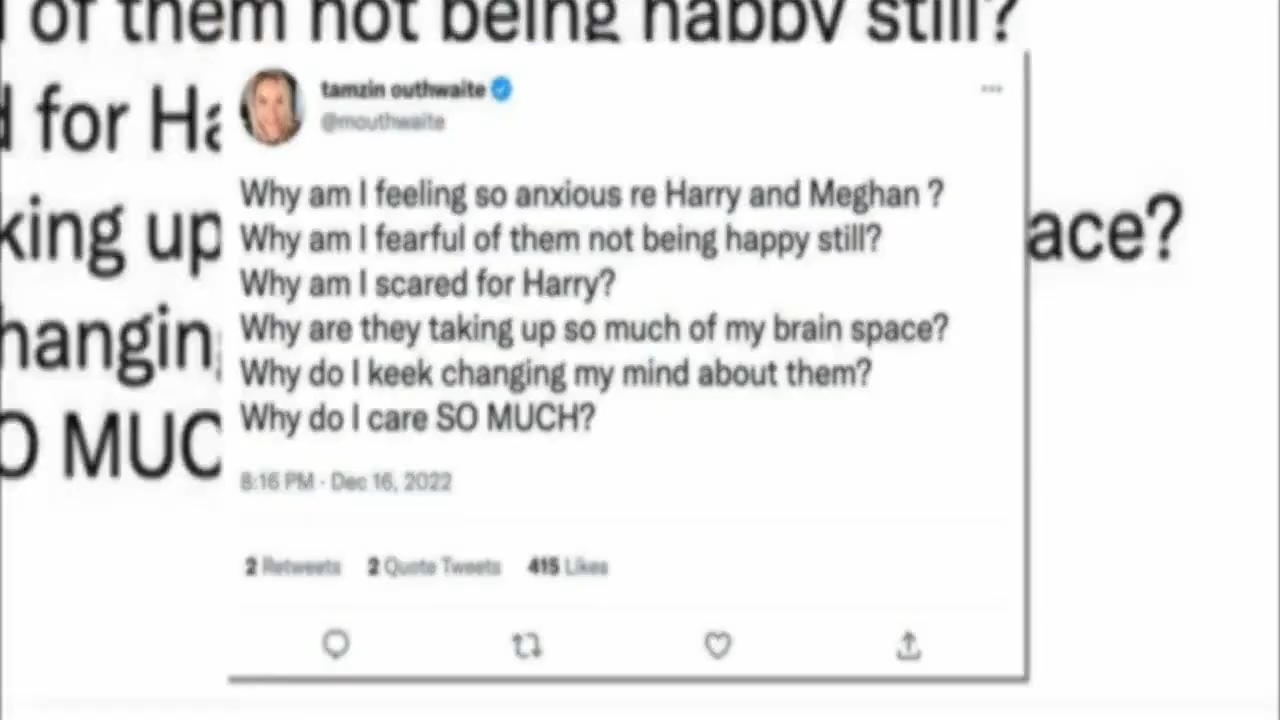 of them not being happy still?
for Ha
king up
ace?
hangin
O MUC
tamzin outhwaite
@mouthwaite
Why am I feeling so anxious re Harry and Meghan ?
Why am I fearful of them not being happy still?
Why am I scared for Harry?
Why are they taking up so much of my brain space?
Why do I keek changing my mind about them?
Why do I care SO MUCH?
8:16 PM · Dec 16, 2022
2 Retweets 2 Quote Tweets 415 Likes